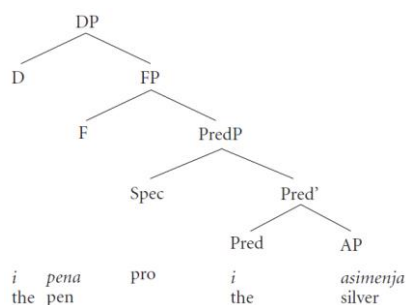 DP
D FP
F PredP
Spec Pred’
Pred AP
i pena pro i asimenja
the pen the silver